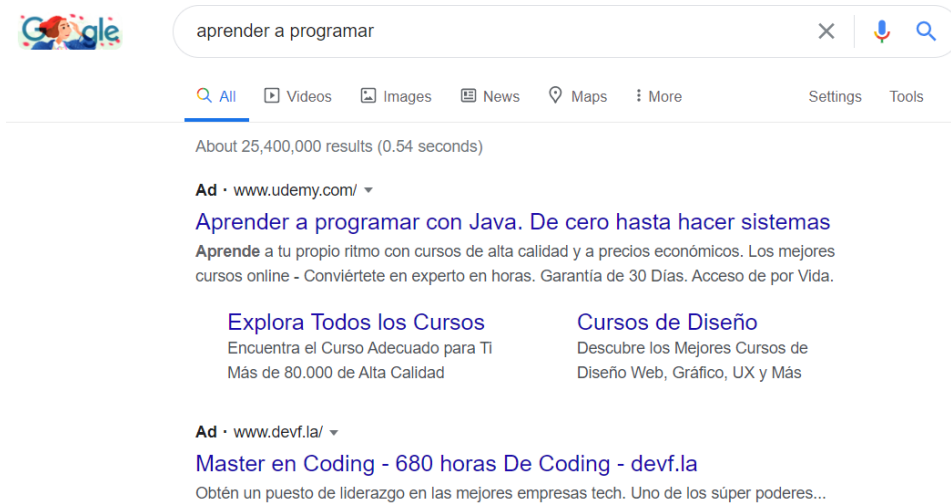 Google
aprender a programar
All Videos Images News Maps More Settings Tools
About 25,400,000 results (0.54 seconds)
Ad · www.udemy.com/
Aprender a programar con Java. De cero hasta hacer sistemas
Aprende a tu propio ritmo con cursos de alta calidad y a precios económicos. Los mejores
cursos online - Conviértete en experto en horas. Garantía de 30 Días. Acceso de por Vida.
Explora Todos los Cursos
Encuentra el Curso Adecuado para Ti
Más de 80.000 de Alta Calidad
Cursos de Diseño
Descubre los Mejores Cursos de
Diseño Web, Gráfico, UX y Más
Ad · www.devf.la/
Master en Coding - 680 horas De Coding - devf.la
Obtén un puesto de liderazgo en las mejores empresas tech. Uno de los súper poderes...